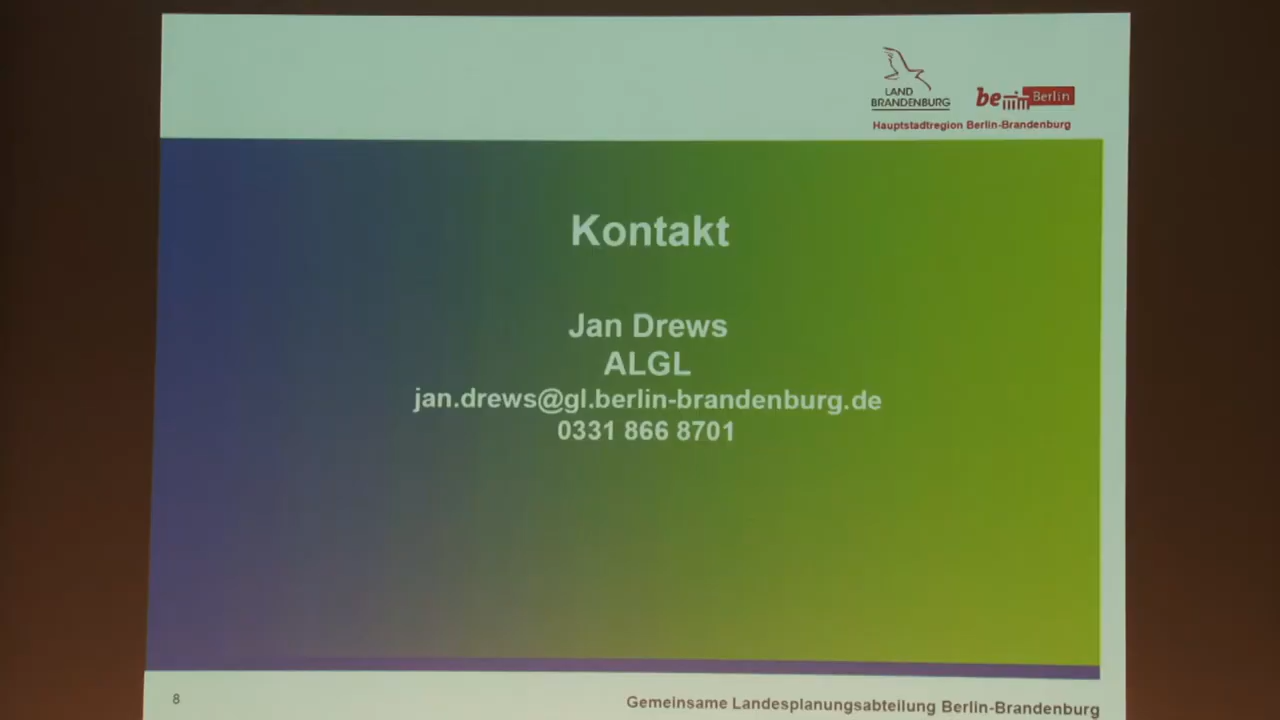 LAND
BRANDENBURG
be Berlin
Hauptstadtregion Berlin-Brandenburg
Kontakt
Jan Drews
ALGL
jan.drews@gl.berlin-brandenburg.de
0331 866 8701
8
Gemeinsame Landesplanungsabteilung Berlin-Brandenburg